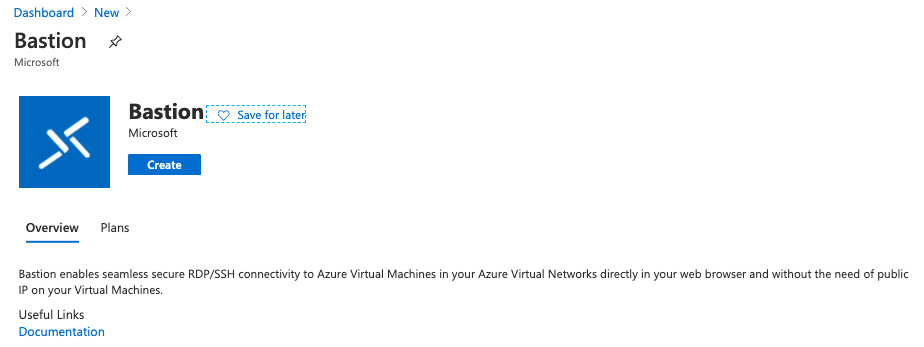 Dashboard > New >
Bastion
Microsoft
Bastion Save for later
Microsoft
Create
Overview Plans
Bastion enables seamless secure RDP/SSH connectivity to Azure Virtual Machines in your Azure Virtual Networks directly in your web browser and without the need of public
IP on your Virtual Machines.
Useful Links
Documentation